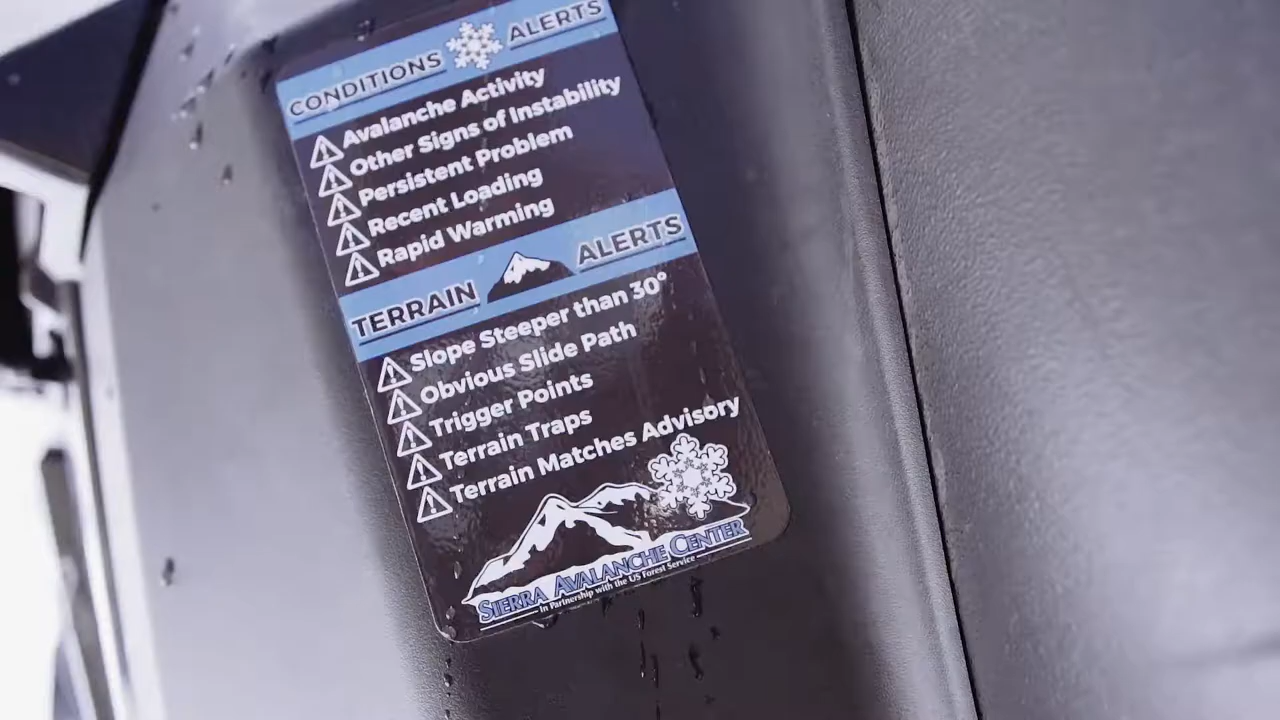 CONDITIONS ALERTS
Avalanche Activity
Other Signs of Instability
Persistent Problem
Recent Loading
Rapid Warming
TERRAIN ALERTS
Slope Steeper than 30°
Obvious Slide Path
Trigger Points
Terrain Traps
Terrain Matches Advisory
SIERRA AVALANCHE CENTER
In Partnership with the US Forest Service